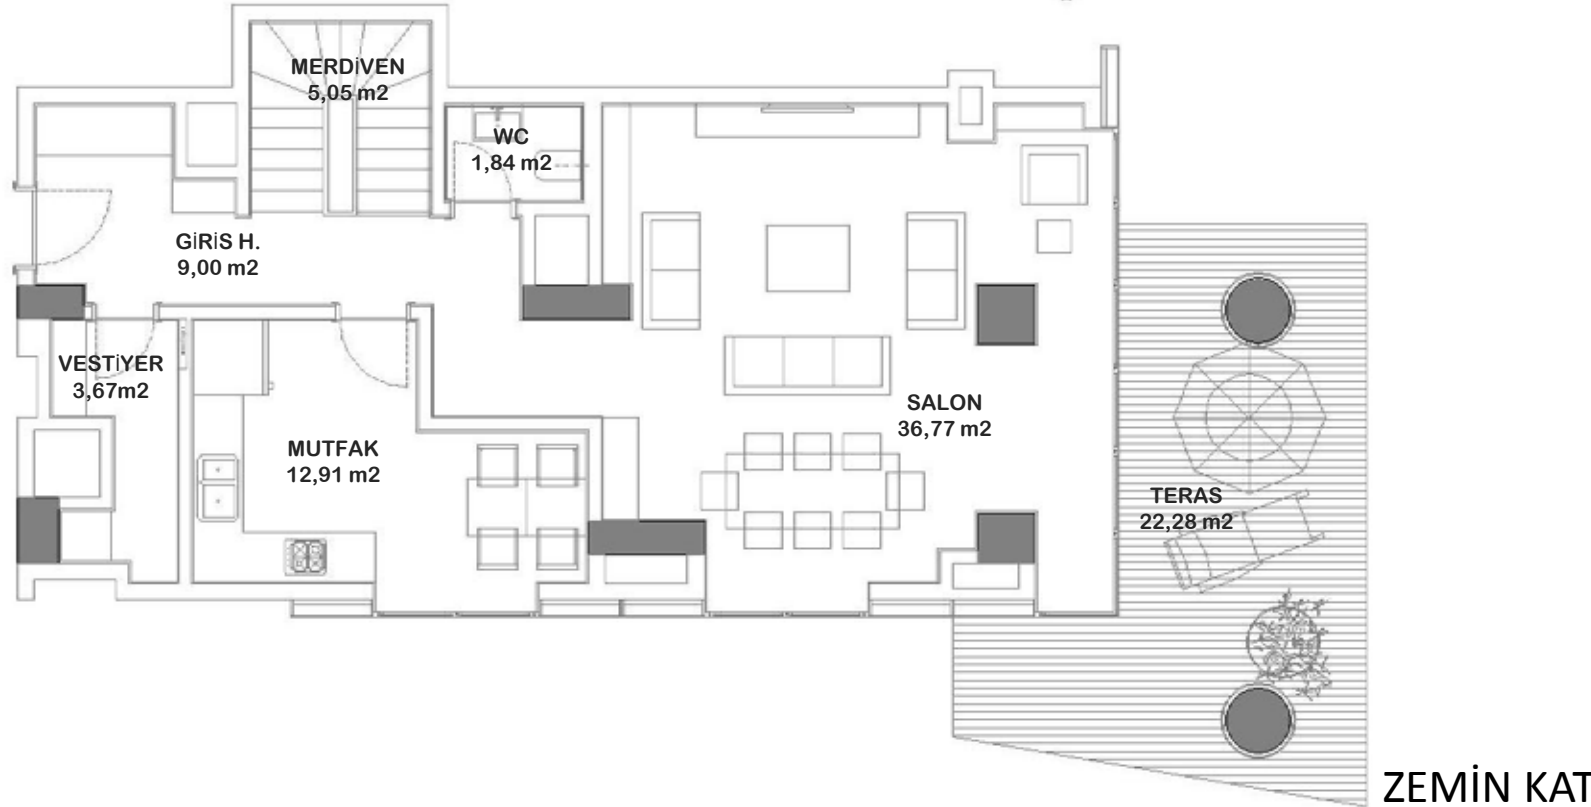 MERDİVEN
5,05 m2
WC
1,84 m2
GİRİS H.
9,00 m2
VESTİYER
3,67m2
MUTFAK
12,91 m2
SALON
36,77 m2
TERAS
22,28 m2
ZEMİN KAT